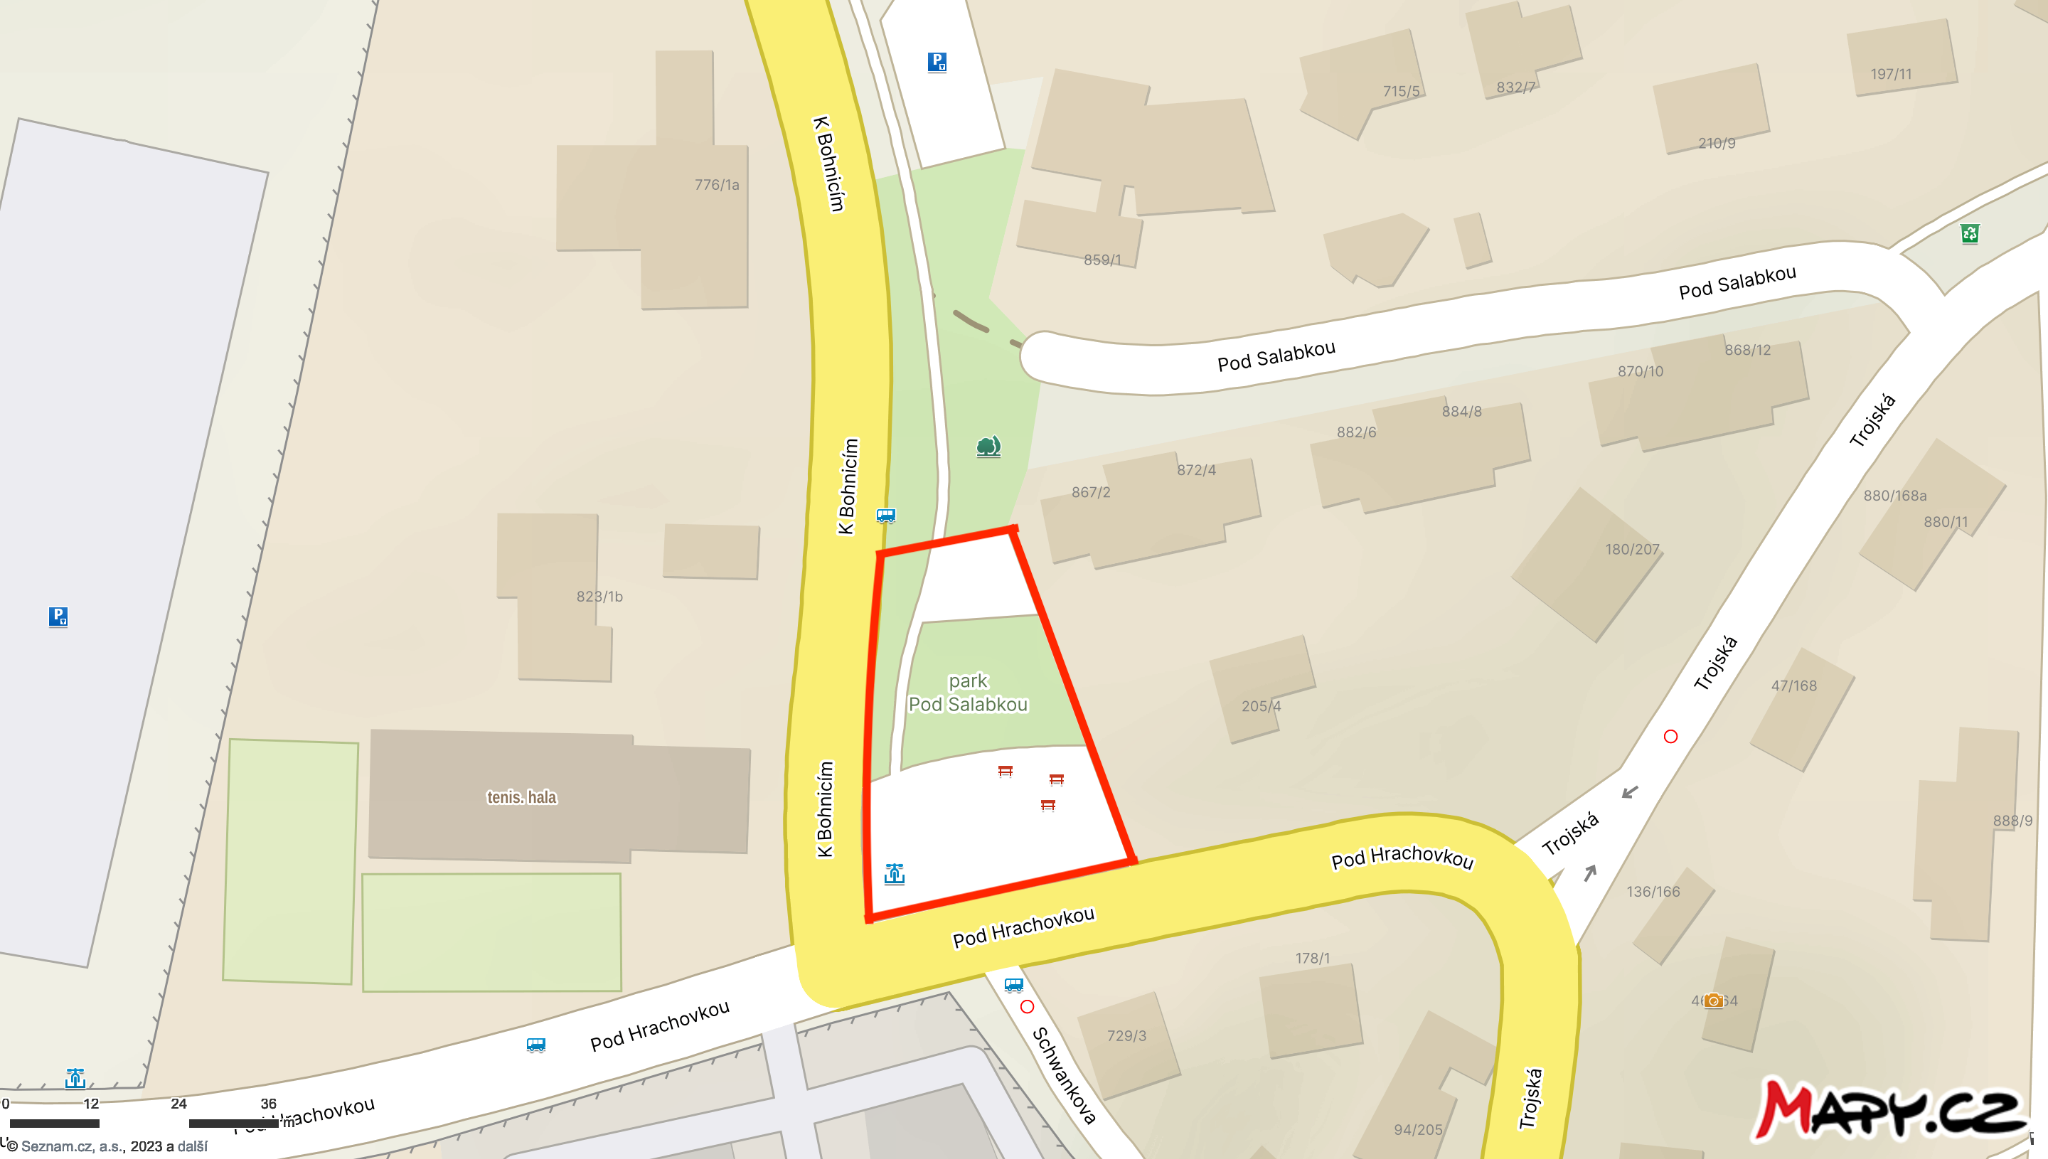 K Bohnicím
715/5
832/7
197/11
210/9
776/1a
859/1
Pod Salabkou
Pod Salabkou
868/12
870/10
884/8
882/6
872/4
867/2
Trojská
K Bohnicím
880/168a
880/11
180/207
823/1b
park
Pod Salabkou
205/4
Trojská
47/168
tenis. hala
K Bohnicím
888/9
Trojská
Pod Hrachovkou
136/166
Pod Hrachovkou
178/1
Pod Hrachovkou
729/3
Schwankova
Trojská
94/205
0 12 24 36 m
Hrachovkou
© Seznam.cz, a.s., 2023 a další
MAPY.CZ